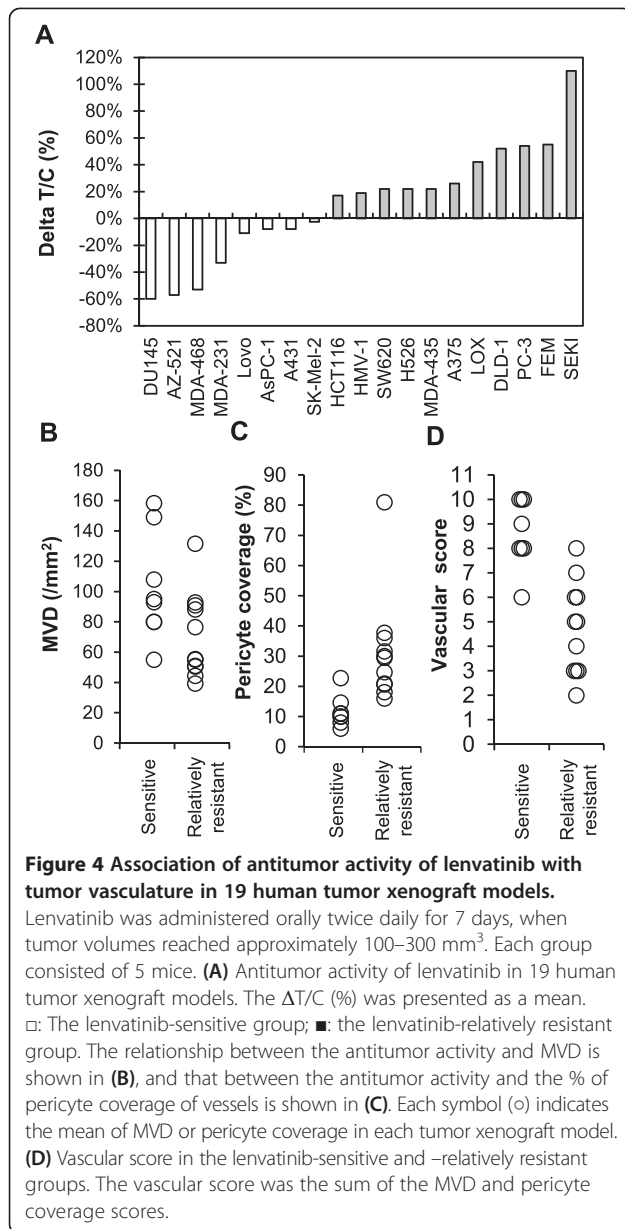 A
Delta T/C (%)
120%
100%
80%
60%
40%
20%
0%
-20%
-40%
-60%
-80%
DU145
AZ-521
MDA-468
MDA-231
Lovo
AsPC-1
A431
SK-Mel-2
HCT116
HMV-1
SW620
H526
MDA-435
A375
LOX
DLD-1
PC-3
FEM
SEKI
B
MVD (/mm²)
180
160
140
120
100
80
60
40
20
0
Sensitive
Relatively
resistant
C
Pericyte coverage (%)
90
80
70
60
50
40
30
20
10
0
Sensitive
Relatively
resistant
D
Vascular score
11
10
9
8
7
6
5
4
3
2
1
0
Sensitive
Relatively
resistant
Figure 4 Association of antitumor activity of lenvatinib with
tumor vasculature in 19 human tumor xenograft models.
Lenvatinib was administered orally twice daily for 7 days, when
tumor volumes reached approximately 100–300 mm³. Each group
consisted of 5 mice. (A) Antitumor activity of lenvatinib in 19 human
tumor xenograft models. The ΔT/C (%) was presented as a mean.
□: The lenvatinib-sensitive group; ■: the lenvatinib-relatively resistant
group. The relationship between the antitumor activity and MVD is
shown in (B), and that between the antitumor activity and the % of
pericyte coverage of vessels is shown in (C). Each symbol (○) indicates
the mean of MVD or pericyte coverage in each tumor xenograft model.
(D) Vascular score in the lenvatinib-sensitive and –relatively resistant
groups. The vascular score was the sum of the MVD and pericyte
coverage scores.